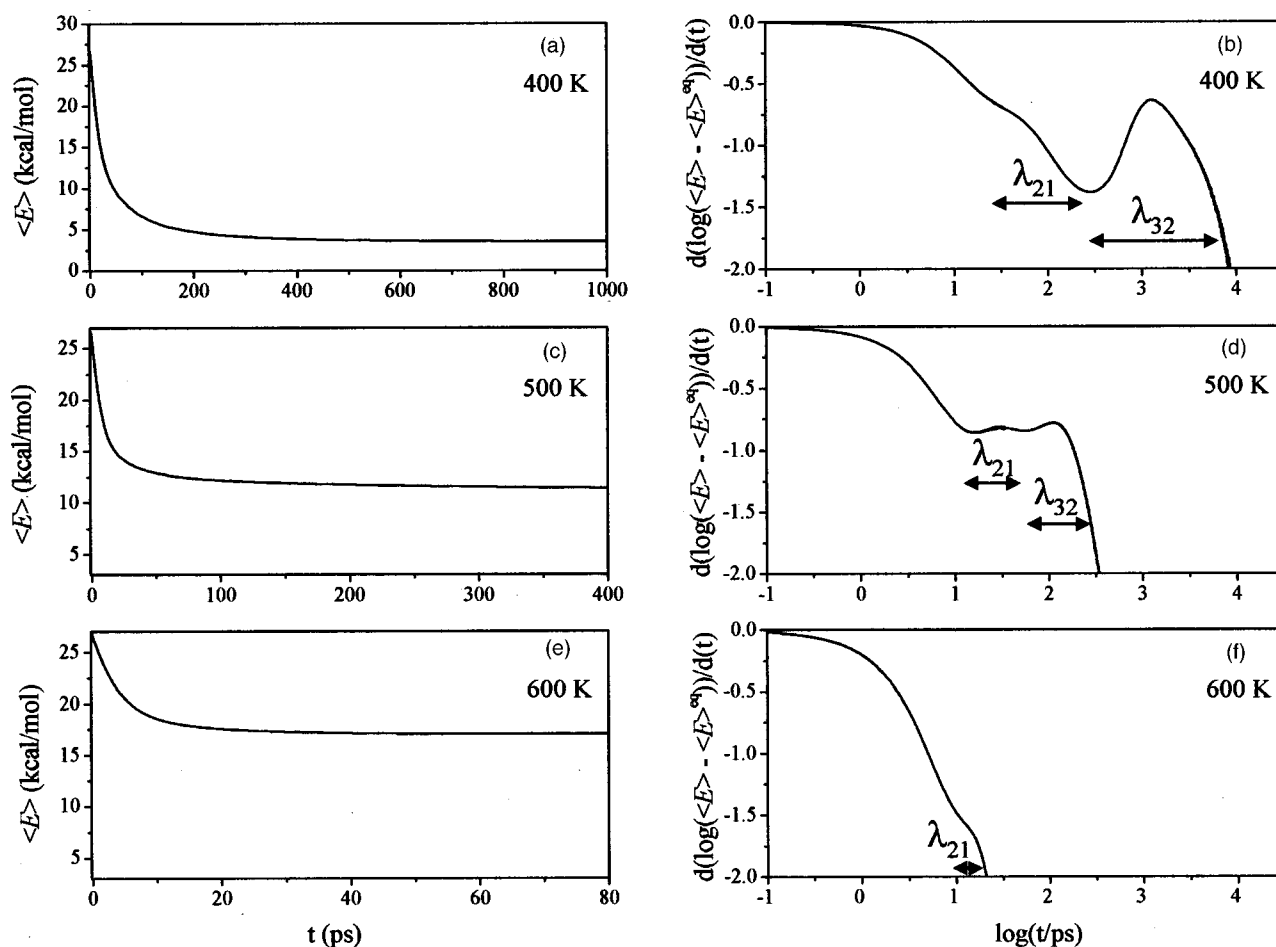 30
25
20
15
10
5
0
<E> (kcal/mol)
(a)
400 K
0 200 400 600 800 1000
0.0
-0.5
-1.0
-1.5
-2.0
d(log(<E> - <E>^eq))/d(t)
(b)
400 K
λ21
λ32
-1 0 1 2 3 4
25
20
15
10
5
<E> (kcal/mol)
(c)
500 K
0 100 200 300 400
0.0
-0.5
-1.0
-1.5
-2.0
d(log(<E> - <E>^eq))/d(t)
(d)
500 K
λ21
λ32
-1 0 1 2 3 4
25
20
15
10
5
<E> (kcal/mol)
(e)
600 K
0 20 40 60 80
t (ps)
0.0
-0.5
-1.0
-1.5
-2.0
d(log(<E> - <E>^eq))/d(t)
(f)
600 K
λ21
-1 0 1 2 3 4
log(t/ps)